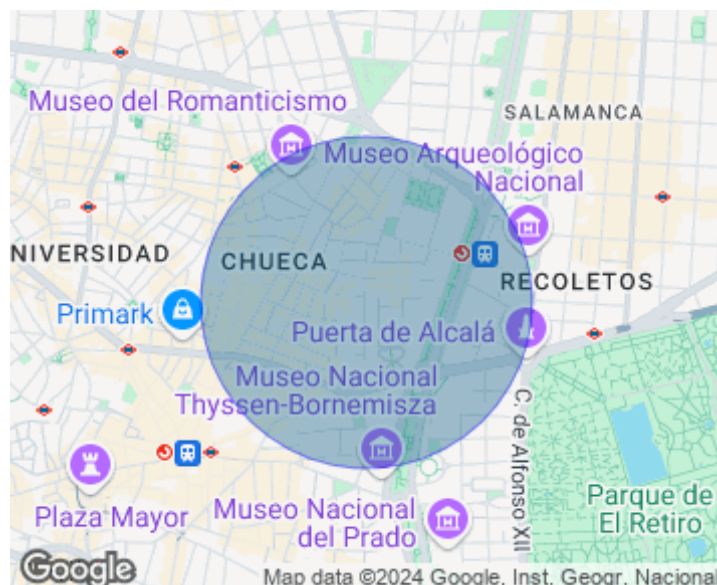 Museo del Romanticismo
SALAMANCA
Museo Arqueológico
Nacional
NIVERSIDAD
CHUECA
RECOLETOS
Primark
Puerta de Alcalá
Museo Nacional
Thyssen-Bornemisza
C. de Alfonso XII
Plaza Mayor
Museo Nacional
del Prado
Parque de
El Retiro
Google
Map data ©2024 Google, Inst. Geogr. Nacional